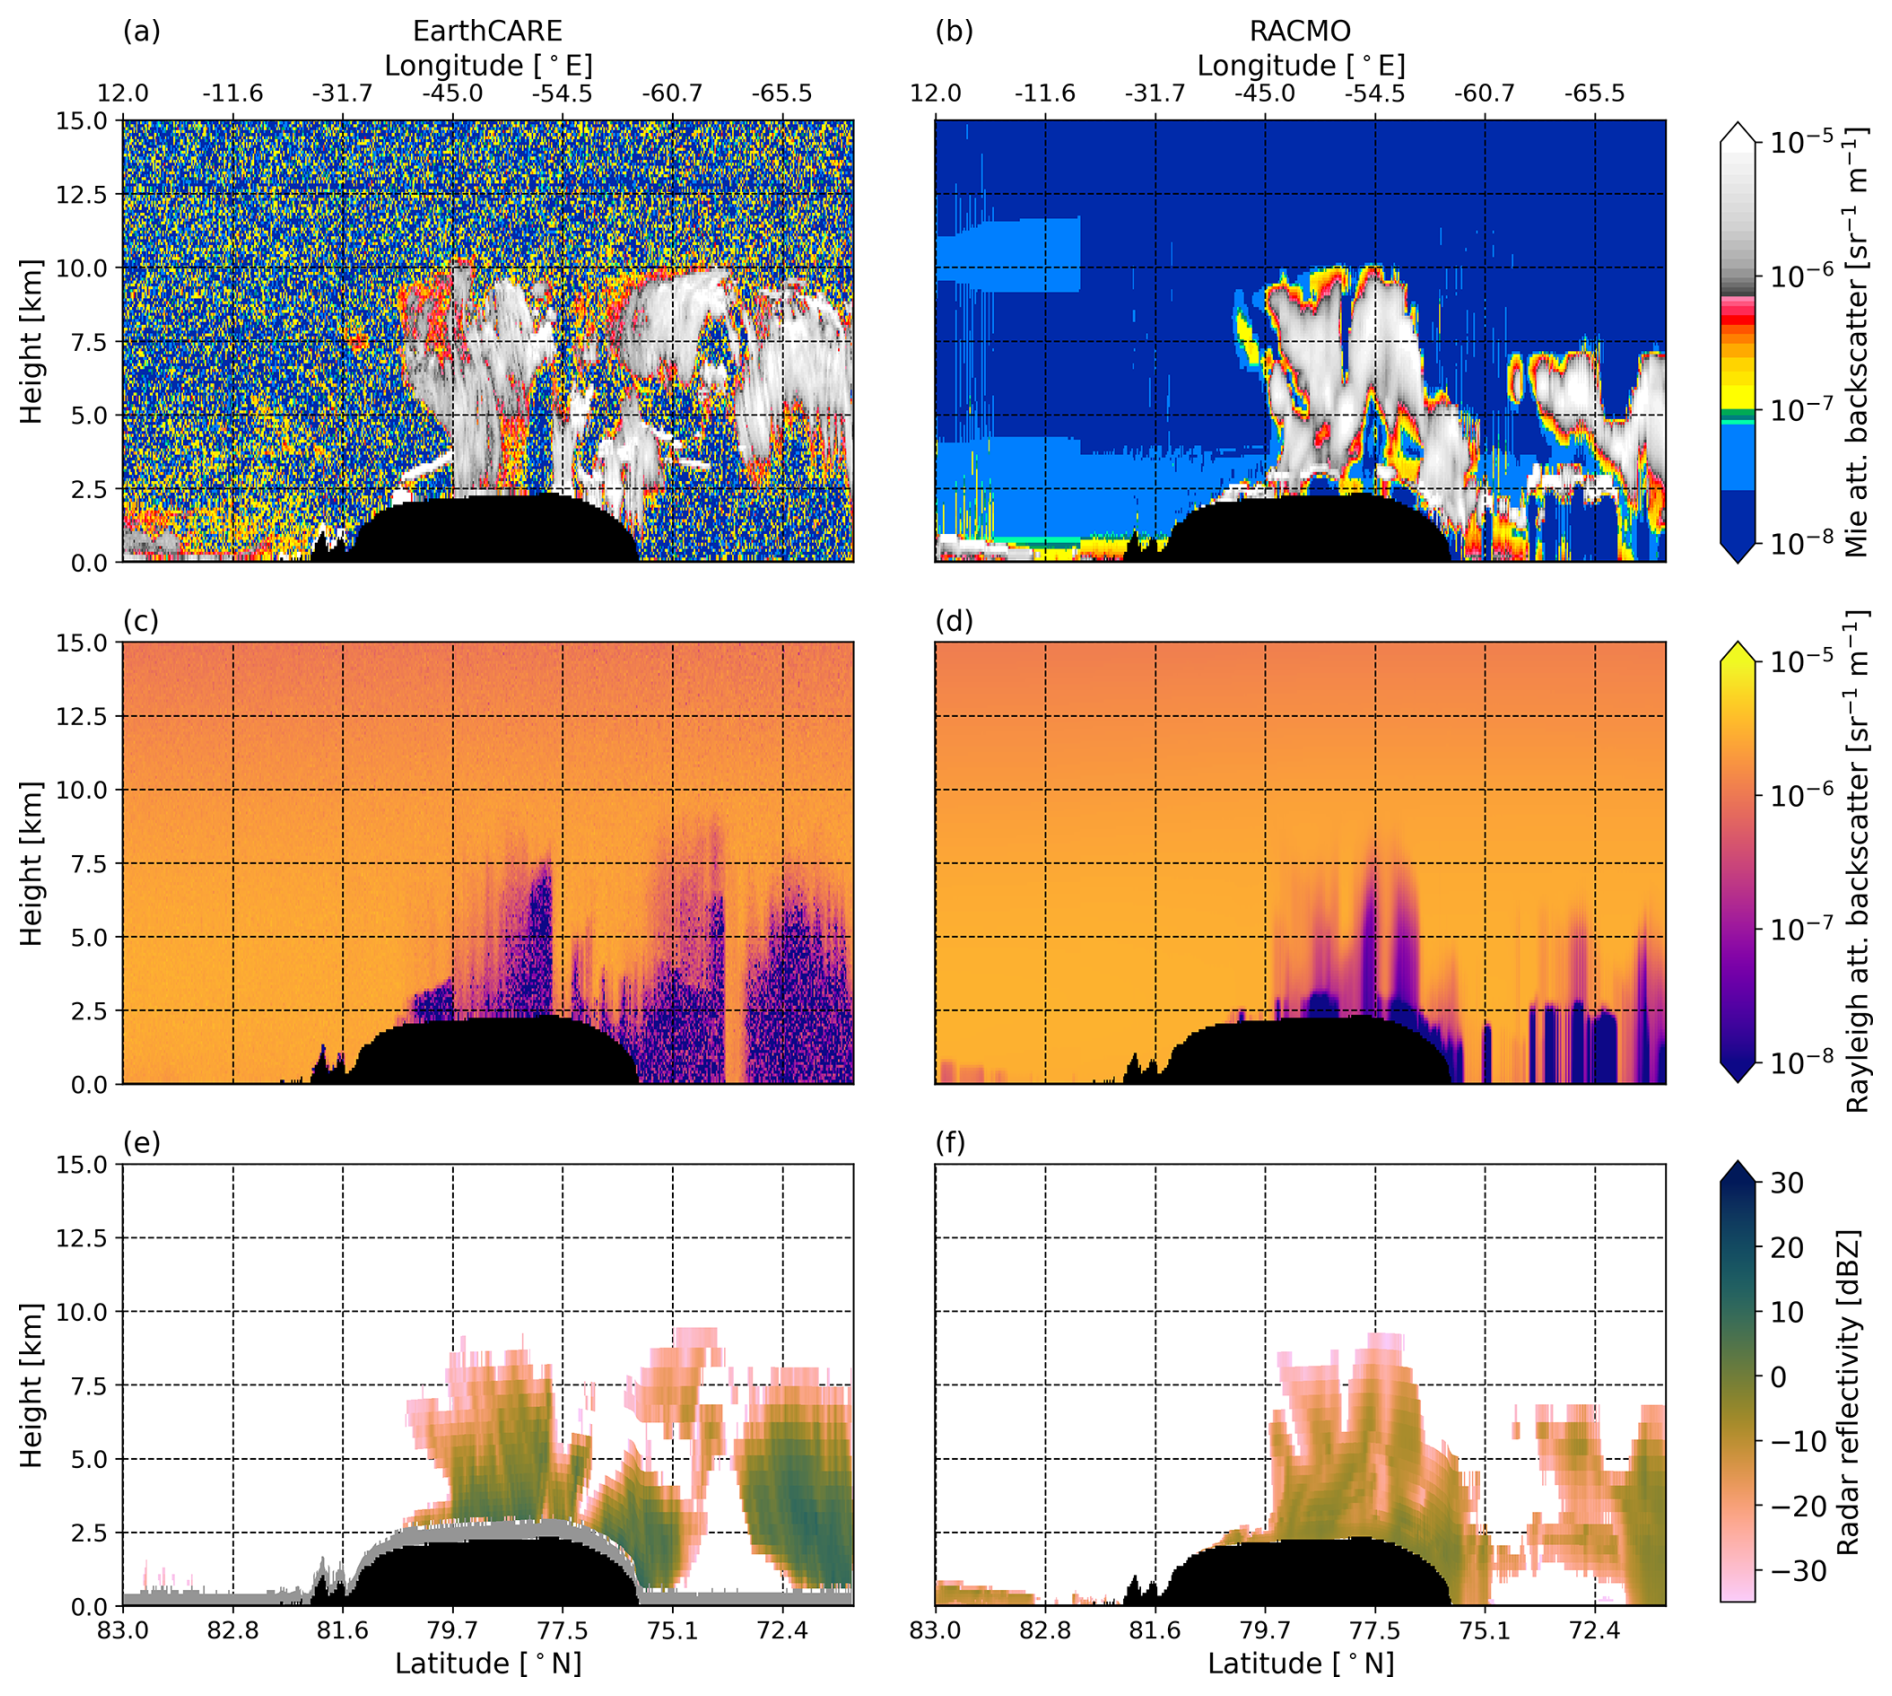 (a) EarthCARE (b) RACMO
Longitude [°E] Longitude [°E]
12.0 -11.6 -31.7 -45.0 -54.5 -60.7 -65.5 12.0 -11.6 -31.7 -45.0 -54.5 -60.7 -65.5
15.0
12.5
10.0
7.5
5.0
2.5
0.0
Height [km]
10⁻⁵
10⁻⁶
10⁻⁷
10⁻⁸
Mie att. backscatter [sr⁻¹ m⁻¹]
(c) (d)
15.0
12.5
10.0
7.5
5.0
2.5
0.0
Height [km]
10⁻⁵
10⁻⁶
10⁻⁷
10⁻⁸
Rayleigh att. backscatter [sr⁻¹ m⁻¹]
(e) (f)
15.0
12.5
10.0
7.5
5.0
2.5
0.0
Height [km]
30
20
10
0
−10
−20
−30
Radar reflectivity [dBZ]
83.0 82.8 81.6 79.7 77.5 75.1 72.4 83.0 82.8 81.6 79.7 77.5 75.1 72.4
Latitude [°N] Latitude [°N]